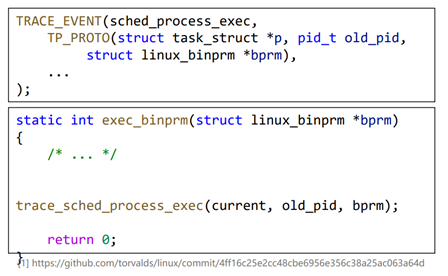 TRACE_EVENT(sched_process_exec,
TP_PROTO(struct task_struct *p, pid_t old_pid,
struct linux_binprm *bprm),
...
);
static int exec_binprm(struct linux_binprm *bprm)
{
/* ... */
trace_sched_process_exec(current, old_pid, bprm);
return 0;
}
[1] https://github.com/torvalds/linux/commit/4ff16c25e2cc48cbe6956e356c38a25ac063a64d